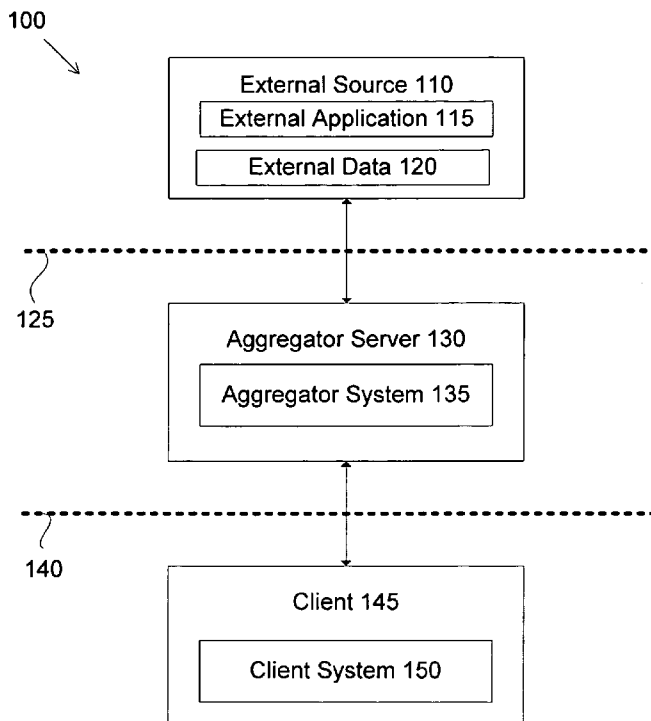 100
External Source 110
External Application 115
External Data 120
125
Aggregator Server 130
Aggregator System 135
140
Client 145
Client System 150